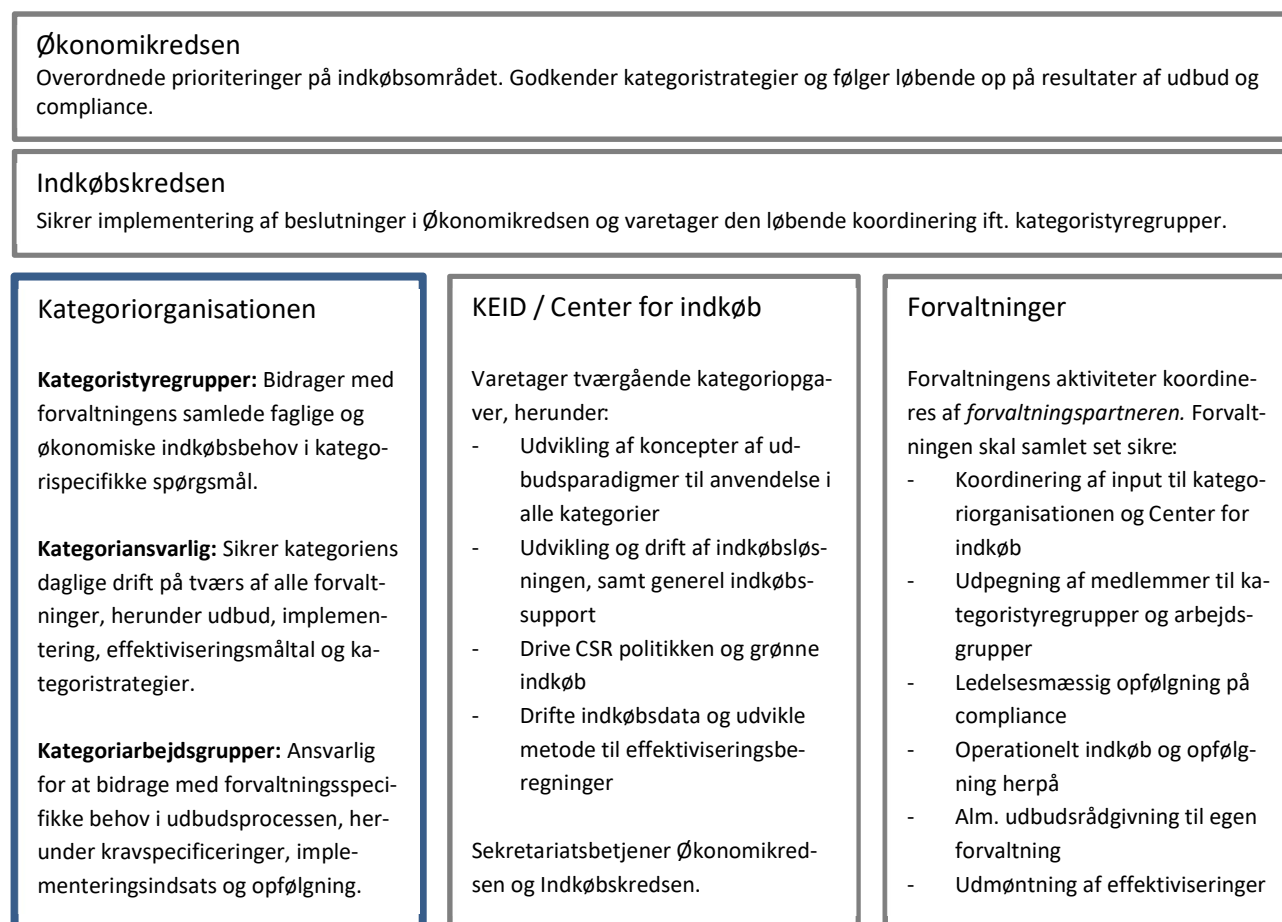 Økonomikredsen
Overordnede prioriteringer på indkøbsområdet. Godkender kategoristrategier og følger løbende op på resultater af udbud og
compliance.
Indkøbskredsen
Sikrer implementering af beslutninger i Økonomikredsen og varetager den løbende koordinering ift. kategoristyregrupper.
Kategoriorganisationen
Kategoristyregrupper: Bidrager med
forvaltningens samlede faglige og
økonomiske indkøbsbehov i katego-
rispecifikke spørgsmål.
Kategoriansvarlig: Sikrer kategoriens
daglige drift på tværs af alle forvalt-
ninger, herunder udbud, implemen-
tering, effektiviseringsmåltal og ka-
tegoristrategier.
Kategoriarbejdsgrupper: Ansvarlig
for at bidrage med forvaltningsspeci-
fikke behov i udbudsprocessen, her-
under kravspecificeringer, imple-
menteringsindsats og opfølgning.
KEID / Center for indkøb
Varetager tværgående kategoriopga-
ver, herunder:
- Udvikling af koncepter af ud-
budsparadigmer til anvendelse i
alle kategorier
- Udvikling og drift af indkøbsløs-
ningen, samt generel indkøbs-
support
- Drive CSR politikken og grønne
indkøb
- Drifte indkøbsdata og udvikle
metode til effektiviseringsbe-
regninger
Sekretariatsbetjener Økonomikred-
sen og Indkøbskredsen.
Forvaltninger
Forvaltningens aktiviteter koordine-
res af forvaltningspartneren. Forvalt-
ningen skal samlet set sikre:
- Koordinering af input til katego-
riorganisationen og Center for
indkøb
- Udpegning af medlemmer til ka-
tegoristyregrupper og arbejds-
grupper
- Ledelsesmæssig opfølgning på
compliance
- Operationelt indkøb og opfølg-
ning herpå
- Alm. udbudsrådgivning til egen
forvaltning
- Udmøntning af effektiviseringer